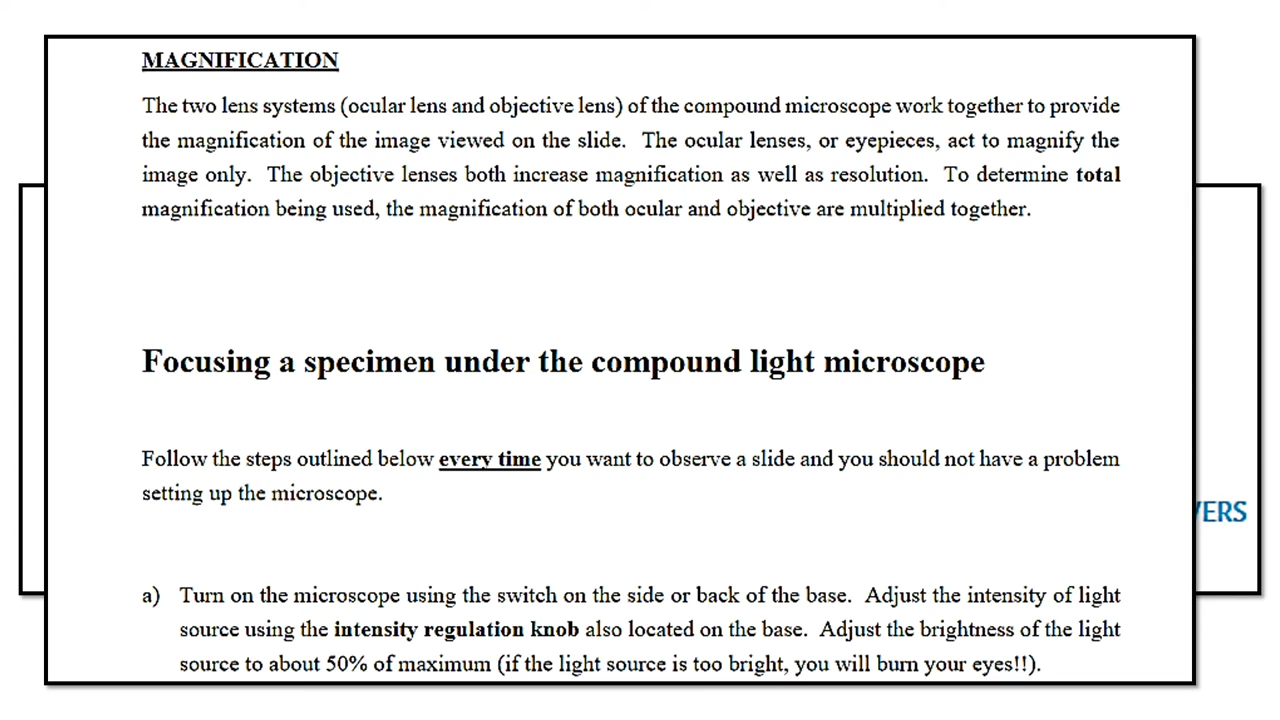 MAGNIFICATION
The two lens systems (ocular lens and objective lens) of the compound microscope work together to provide
the magnification of the image viewed on the slide. The ocular lenses, or eyepieces, act to magnify the
image only. The objective lenses both increase magnification as well as resolution. To determine total
magnification being used, the magnification of both ocular and objective are multiplied together.
Focusing a specimen under the compound light microscope
Follow the steps outlined below every time you want to observe a slide and you should not have a problem
setting up the microscope.
a) Turn on the microscope using the switch on the side or back of the base. Adjust the intensity of light
source using the intensity regulation knob also located on the base. Adjust the brightness of the light
source to about 50% of maximum (if the light source is too bright, you will burn your eyes!!).